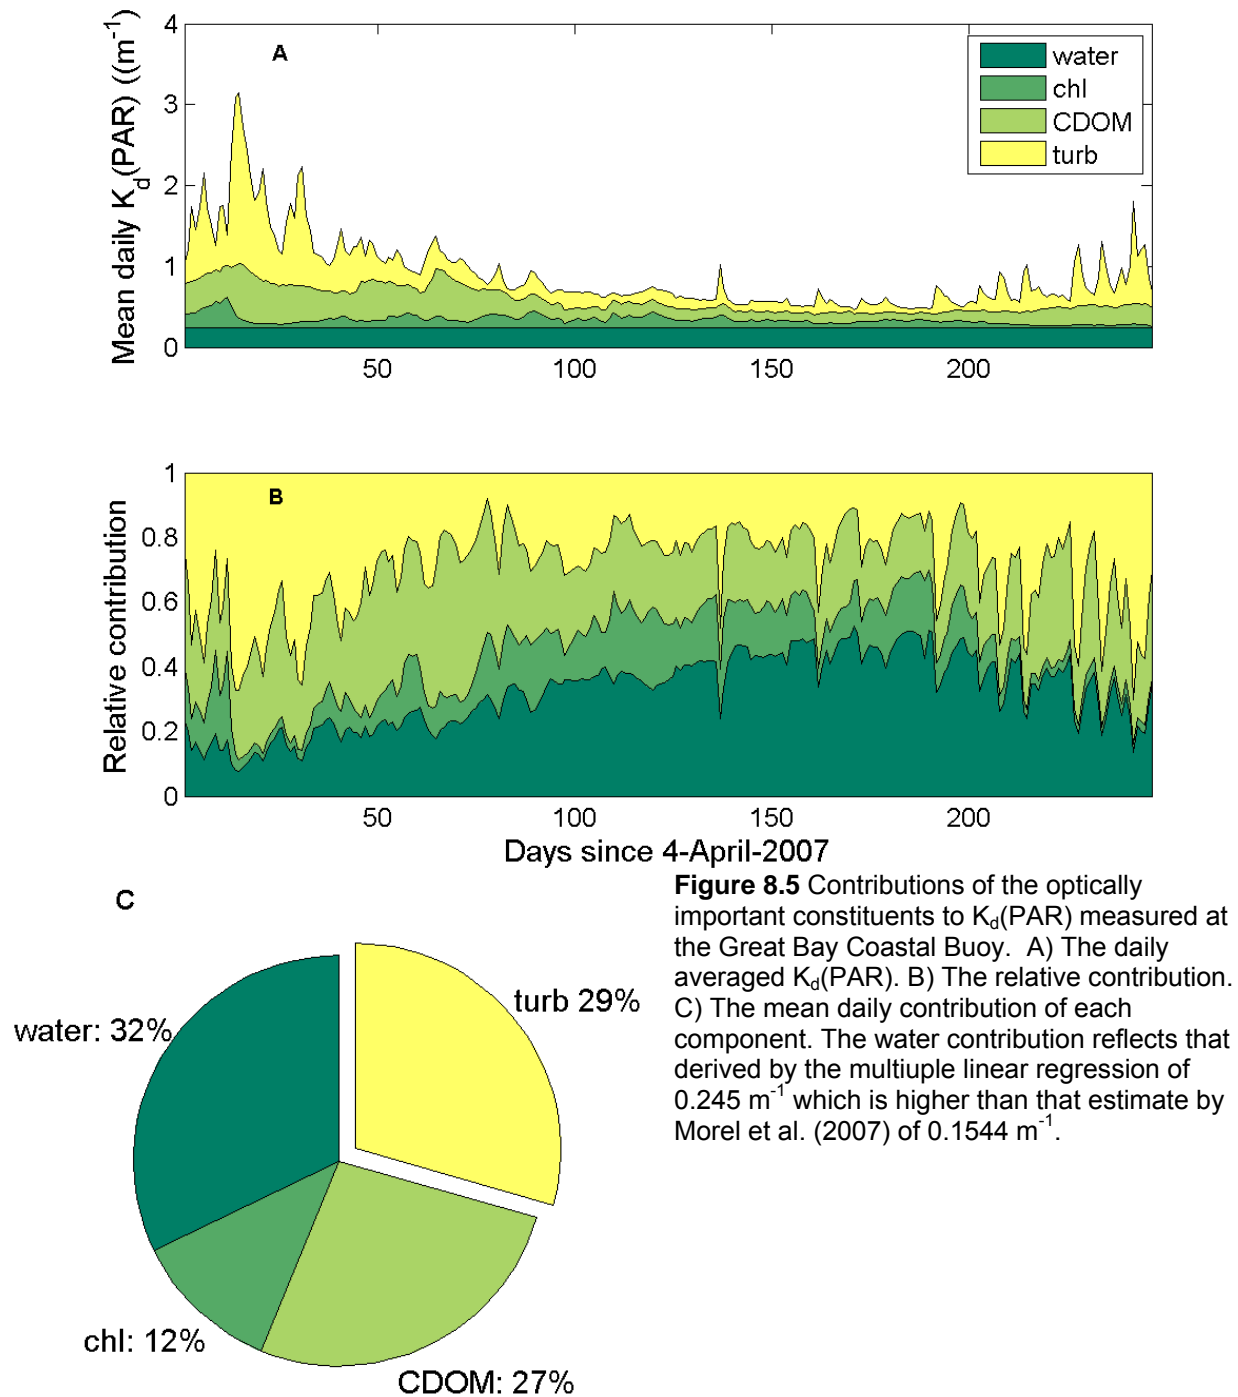 A
Mean daily Kd(PAR) ((m-1)
4
3
2
1
0
50
100
150
200
water
chl
CDOM
turb
B
Relative contribution
1
0.8
0.6
0.4
0.2
0
50
100
150
200
Days since 4-April-2007
C
turb 29%
water: 32%
chl: 12%
CDOM: 27%
Figure 8.5 Contributions of the optically
important constituents to Kd(PAR) measured at
the Great Bay Coastal Buoy. A) The daily
averaged Kd(PAR). B) The relative contribution.
C) The mean daily contribution of each
component. The water contribution reflects that
derived by the multiuple linear regression of
0.245 m-1 which is higher than that estimate by
Morel et al. (2007) of 0.1544 m-1.